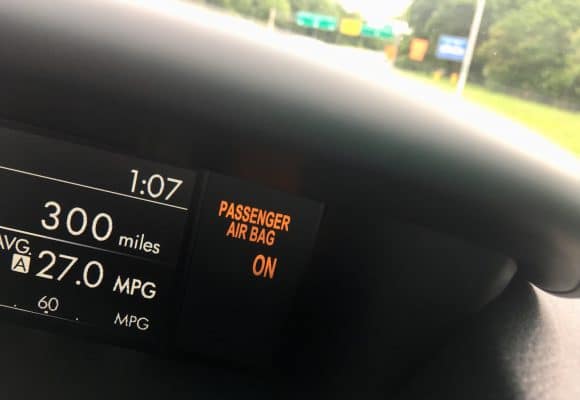 1:07
300 miles
AVG.
A 27.0 MPG
60
MPG
PASSENGER
AIR BAG
ON